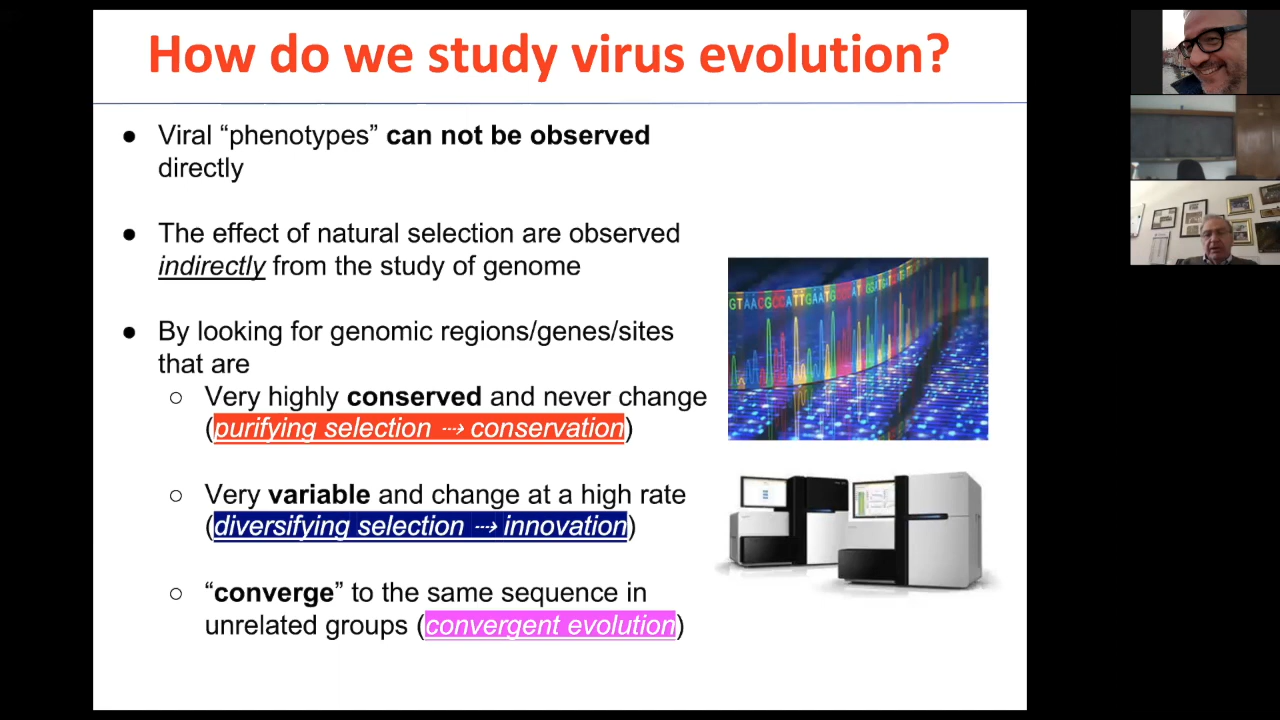 How do we study virus evolution?
● Viral “phenotypes” can not be observed
directly
● The effect of natural selection are observed
indirectly from the study of genome
● By looking for genomic regions/genes/sites
that are
○ Very highly conserved and never change
(purifying selection ⤑ conservation)
○ Very variable and change at a high rate
(diversifying selection ⤑ innovation)
○ “converge” to the same sequence in
unrelated groups (convergent evolution)